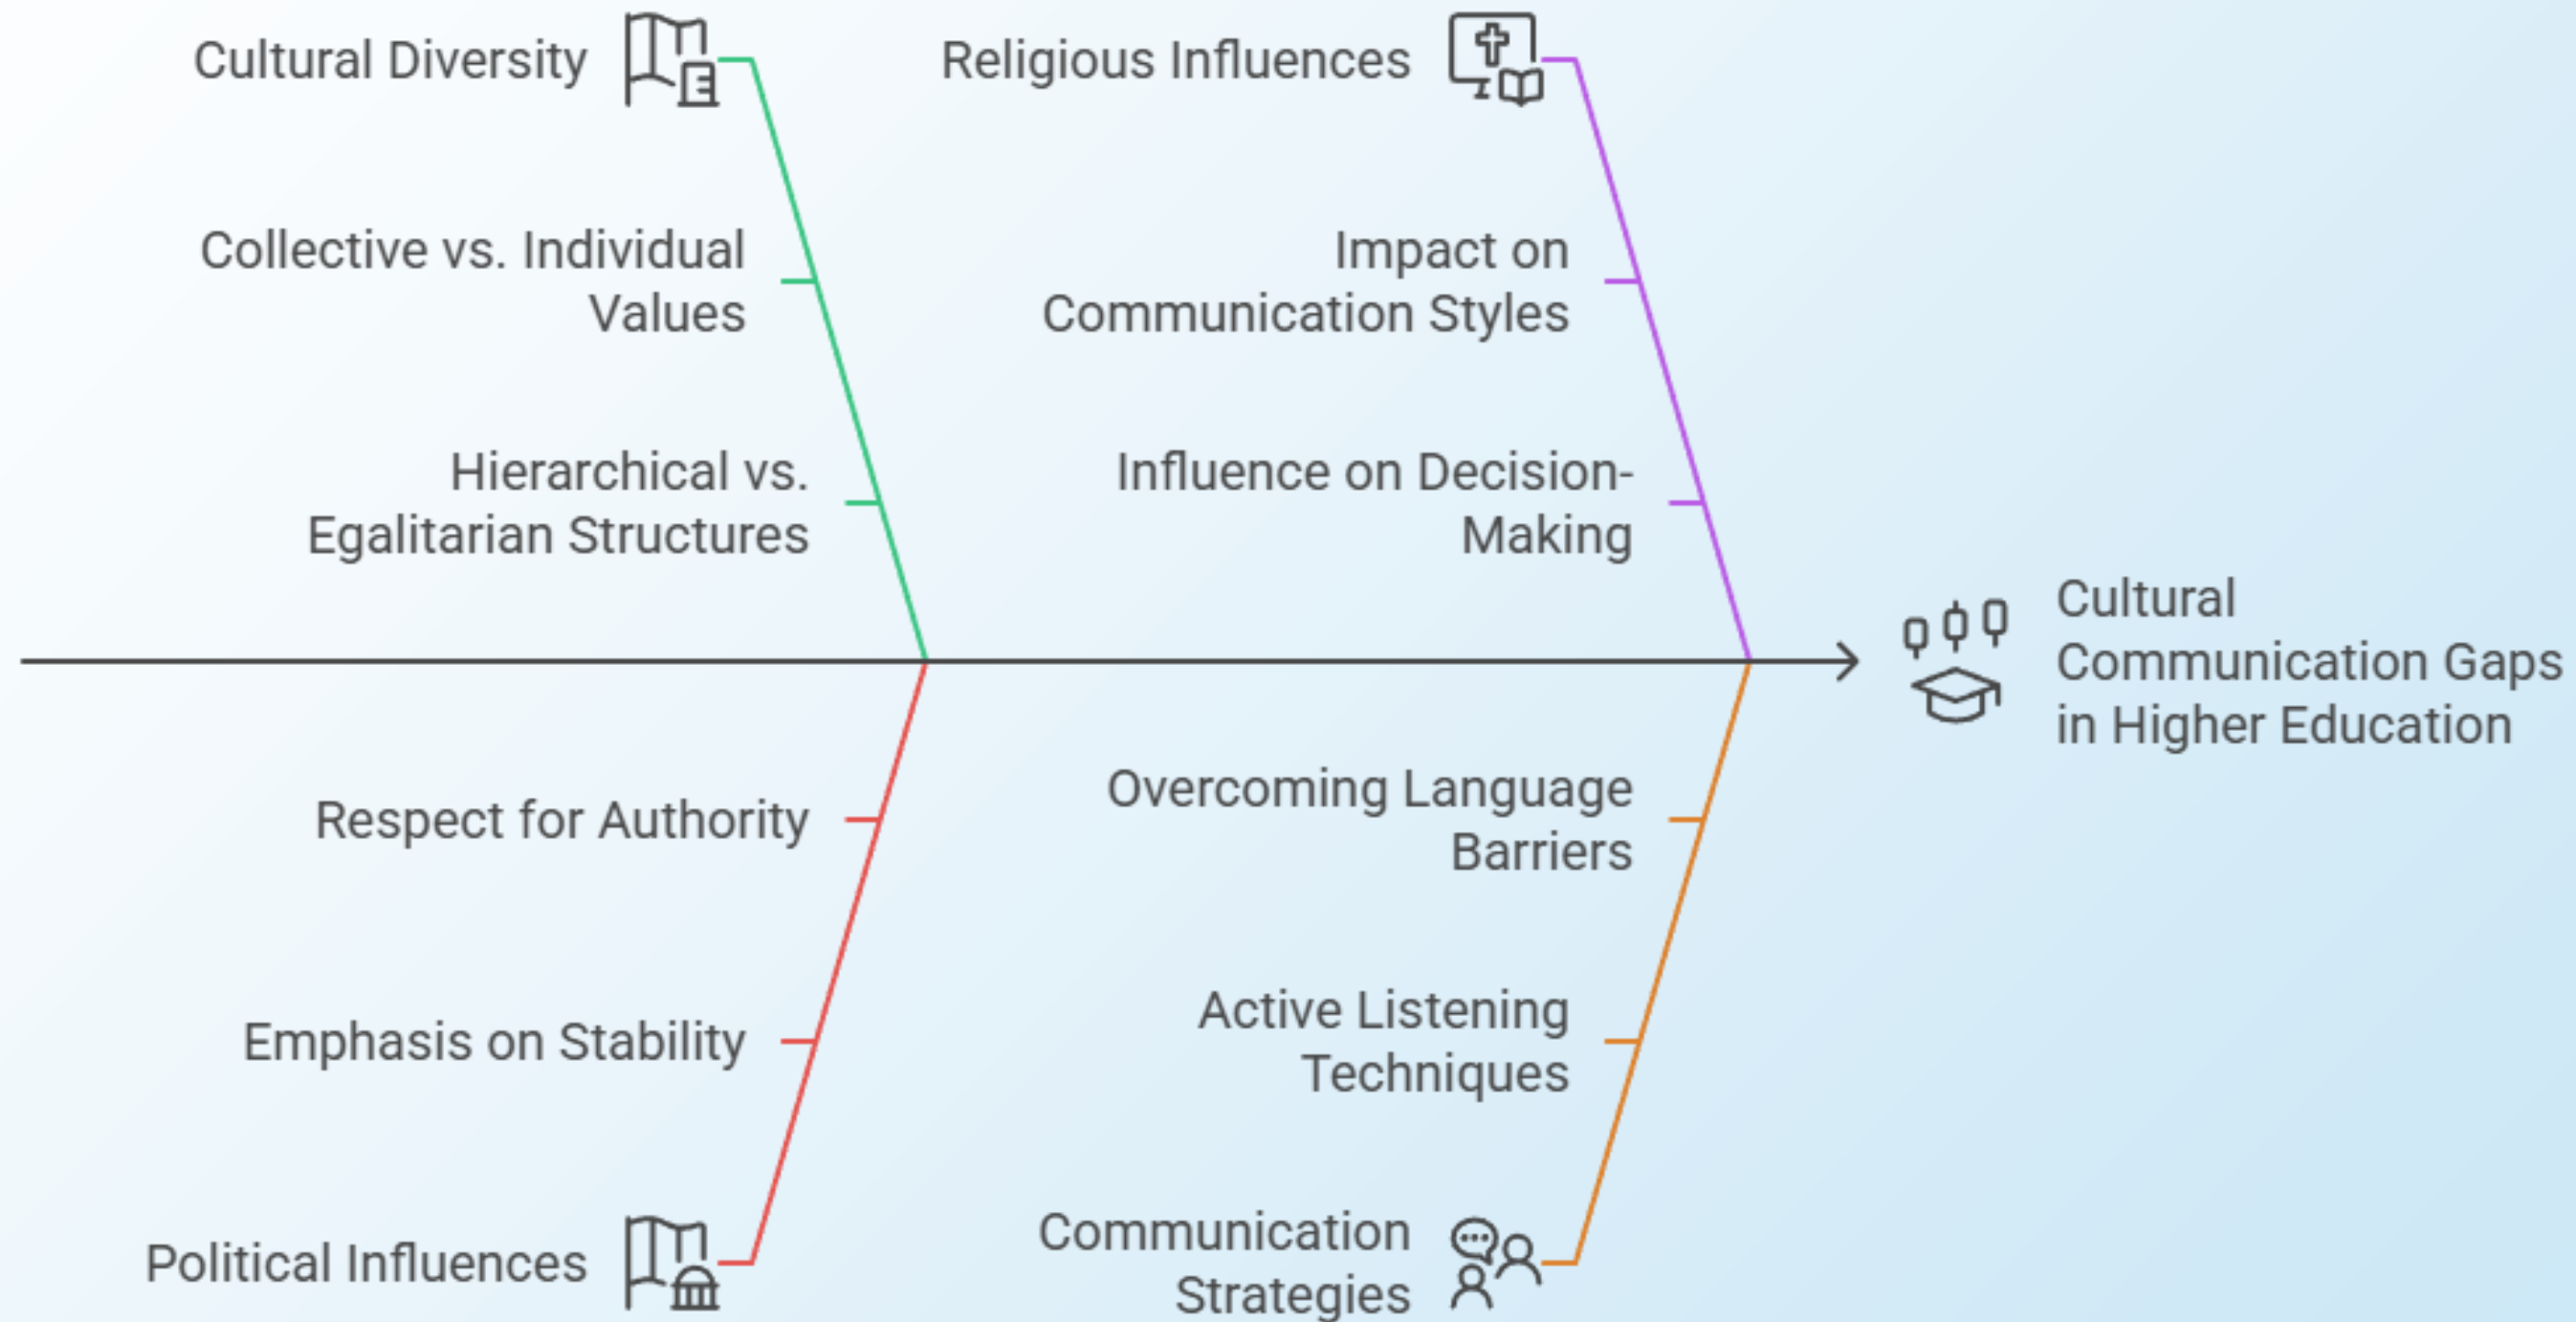 Cultural Diversity
Collective vs. Individual
Values
Hierarchical vs.
Egalitarian Structures
Religious Influences
Impact on
Communication Styles
Influence on Decision-
Making
Cultural
Communication Gaps
in Higher Education
Respect for Authority
Emphasis on Stability
Political Influences
Overcoming Language
Barriers
Active Listening
Techniques
Communication
Strategies